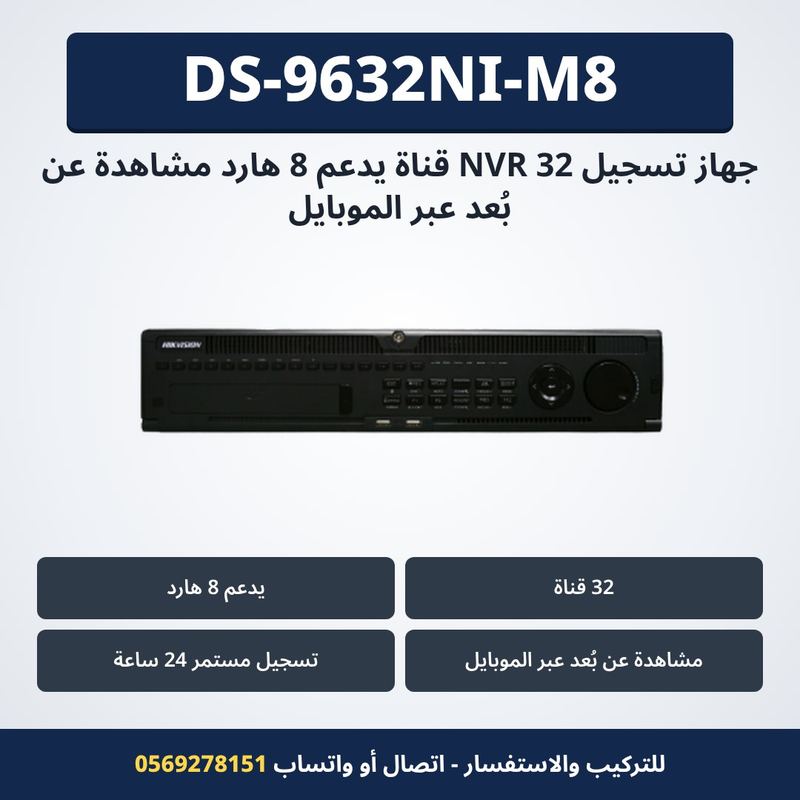 DS-9632NI-M8
جهاز تسجيل NVR 32 قناة يدعم 8 هارد مشاهدة عن
بُعد عبر الموبايل
HIKVISION
32 قناة
يدعم 8 هارد
مشاهدة عن بُعد عبر الموبايل
تسجيل مستمر 24 ساعة
للتركيب والاستفسار - اتصال أو واتساب 0569278151